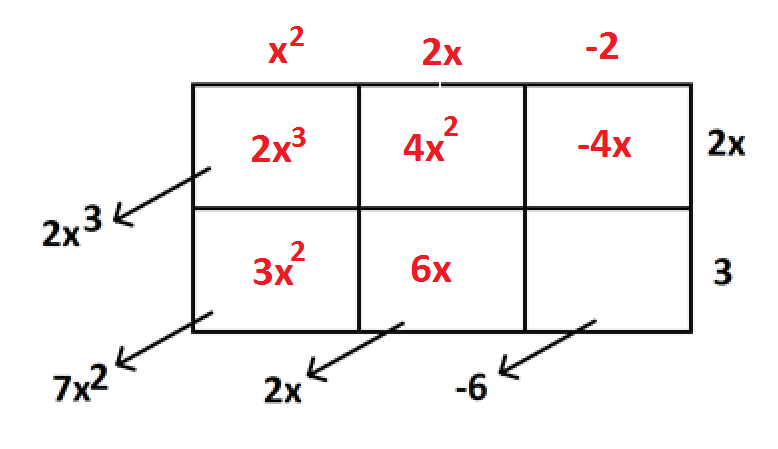 x² 2x -2
2x³ 4x² -4x 2x
2x³
3x² 6x 3
7x² 2x -6